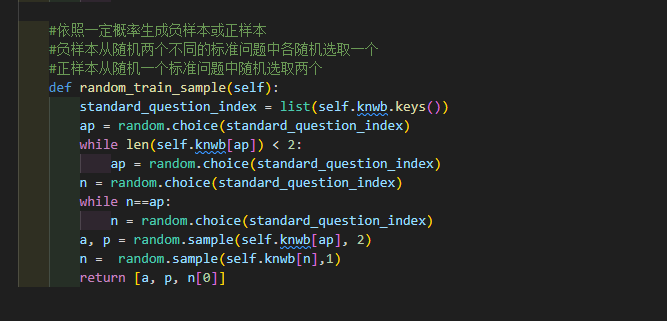 #依照一定概率生成负样本或正样本
#负样本从随机两个不同的标准问题中各随机选取一个
#正样本从随机一个标准问题中随机选取两个
def random_train_sample(self):
    standard_question_index = list(self.knwb.keys())
    ap = random.choice(standard_question_index)
    while len(self.knwb[ap]) < 2:
        ap = random.choice(standard_question_index)
    n = random.choice(standard_question_index)
    while n==ap:
        n = random.choice(standard_question_index)
    a, p = random.sample(self.knwb[ap], 2)
    n =  random.sample(self.knwb[n],1)
    return [a, p, n[0]]